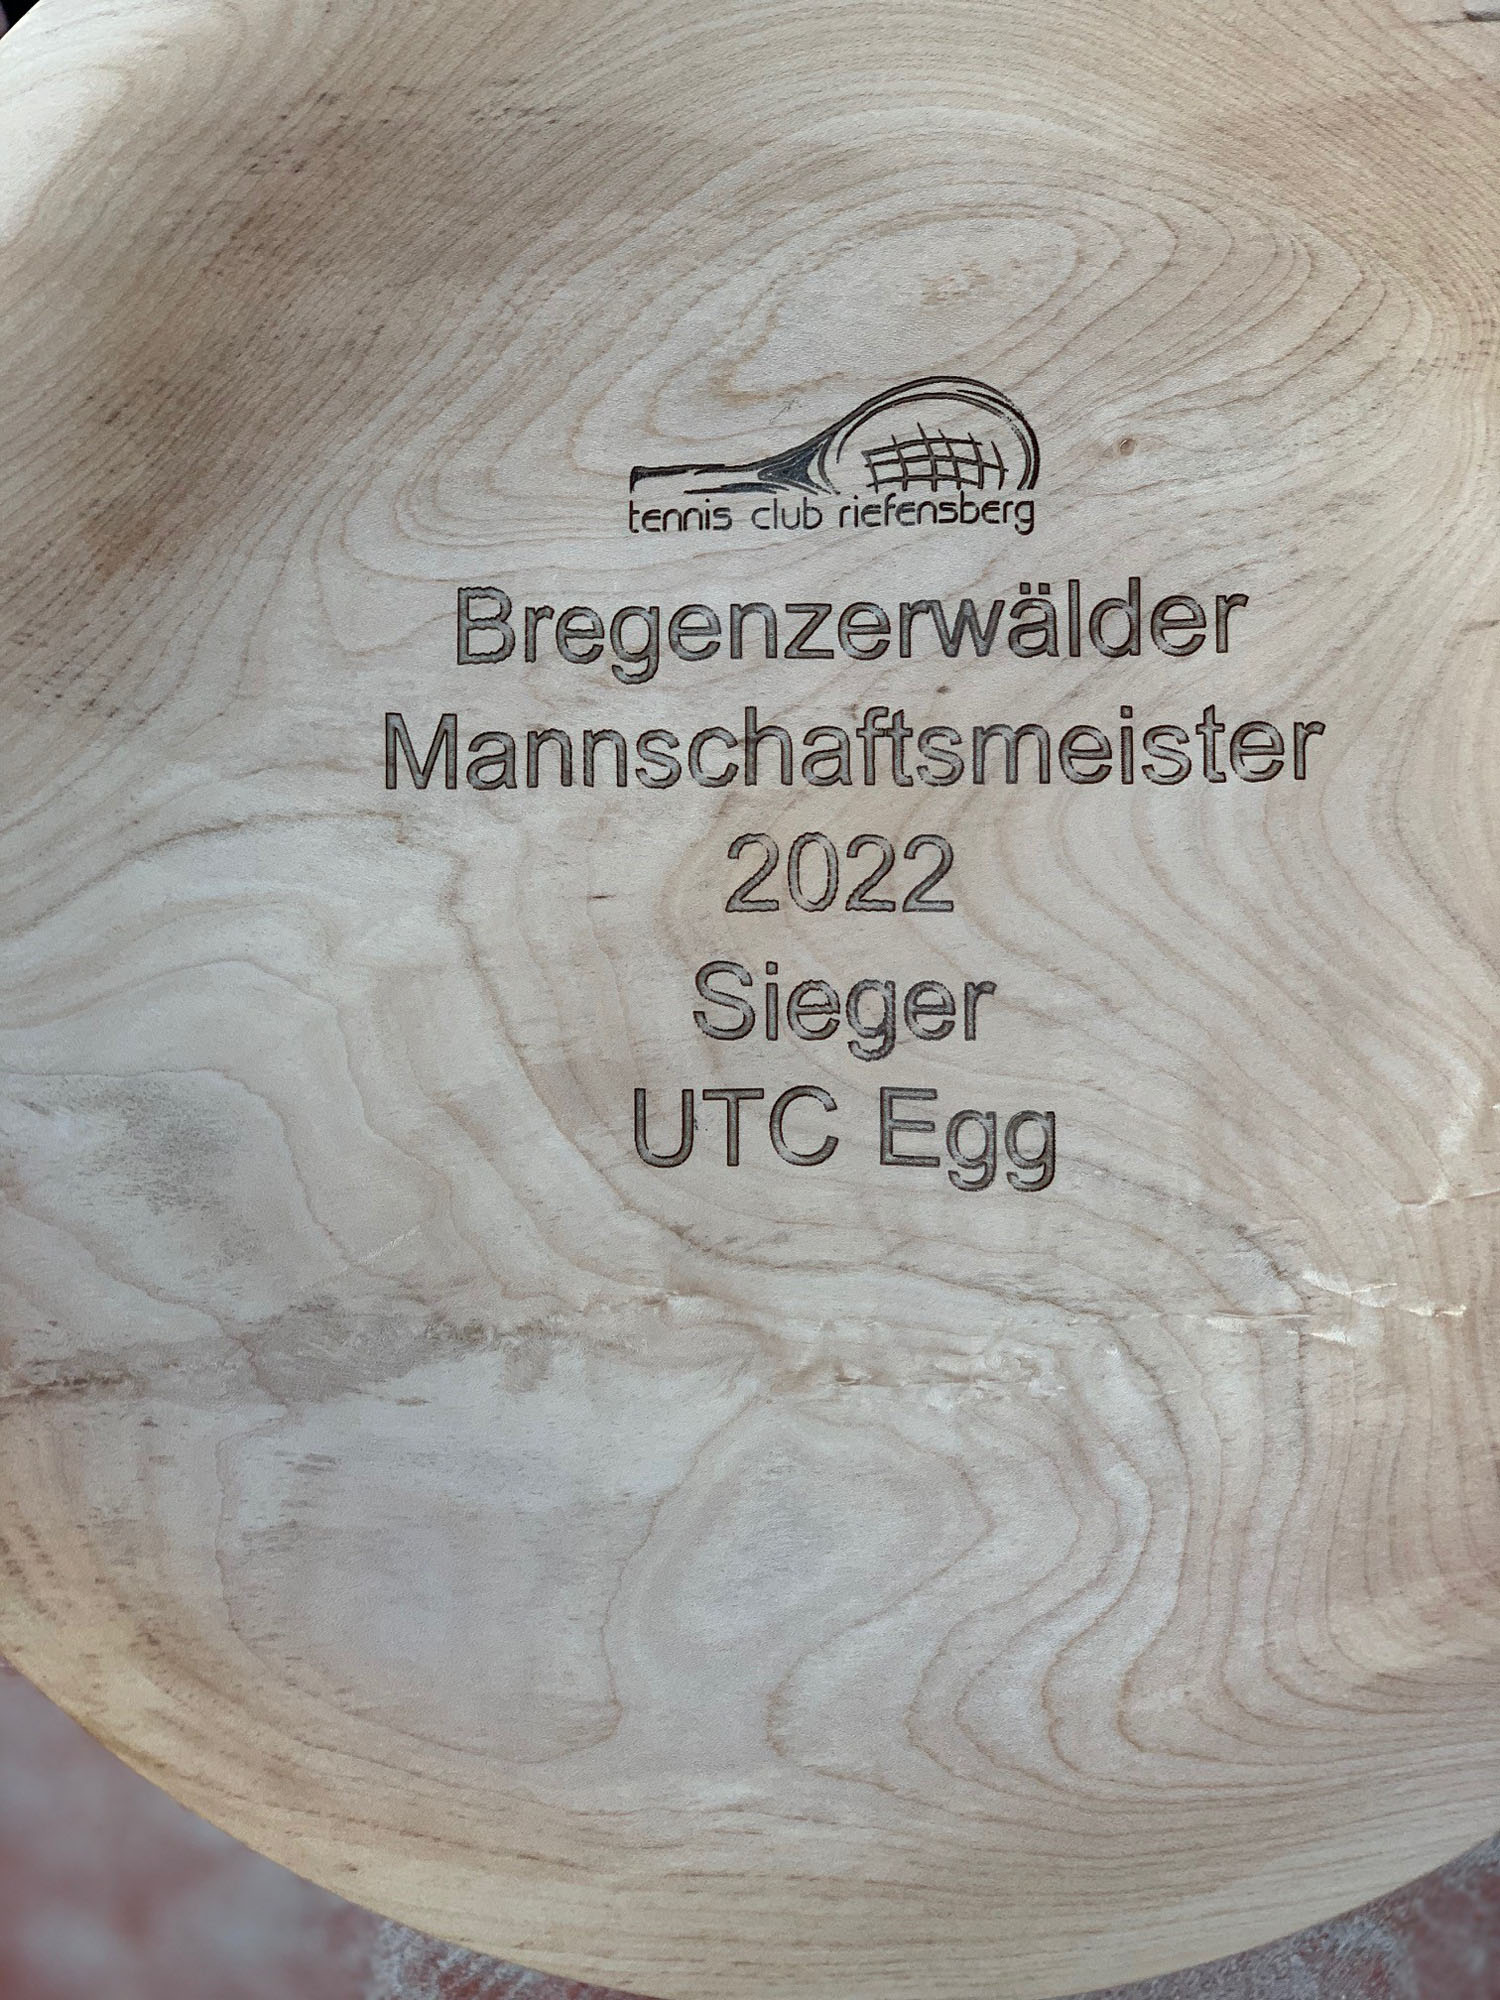 tennis club riefensberg
Bregenzerwälder
Mannschaftsmeister
2022
Sieger
UTC Egg